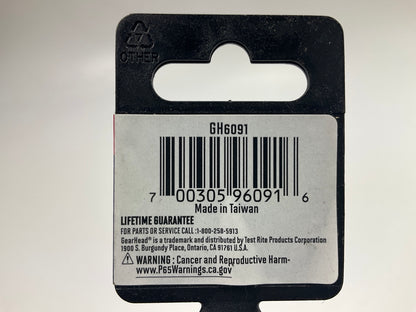 OTHER
GH6091
7 00305 96091 6
Made in Taiwan
LIFETIME GUARANTEE
FOR PARTS OR SERVICE CALL :1-800-258-5913
GearHead® is a trademark and distributed by Test Rite Products Corporation
1900 S. Burgundy Place, Ontario, CA 91761 U.S.A.
WARNING : Cancer and Reproductive Harm-
www.P65Warnings.ca.gov